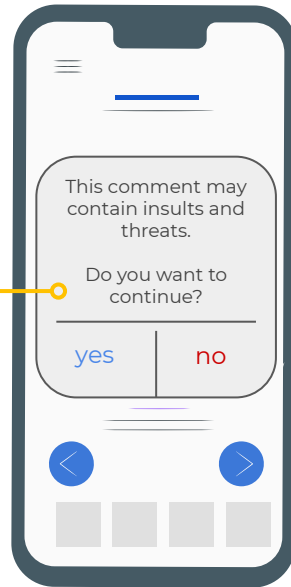 This comment may
contain insults and
threats.
Do you want to
continue?
yes
no